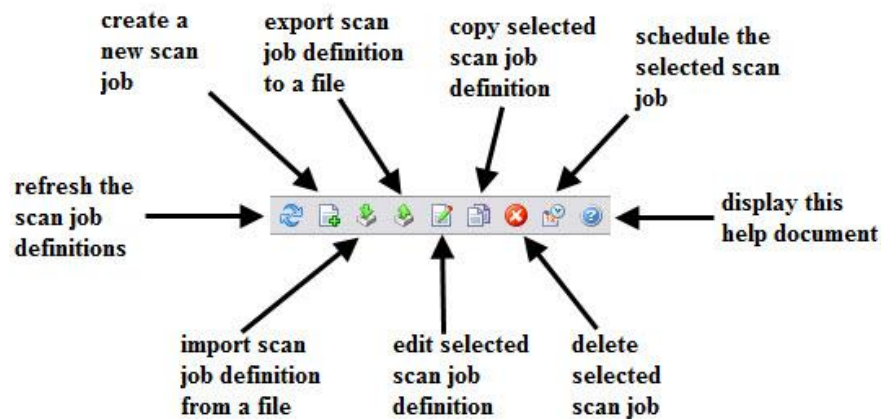 create a
new scan
job
export scan
job definition
to a file
copy selected
scan job
definition
schedule the
selected scan
job
refresh the
scan job
definitions
display this
help document
import scan
job definition
from a file
edit selected
scan job
definition
delete
selected
scan job